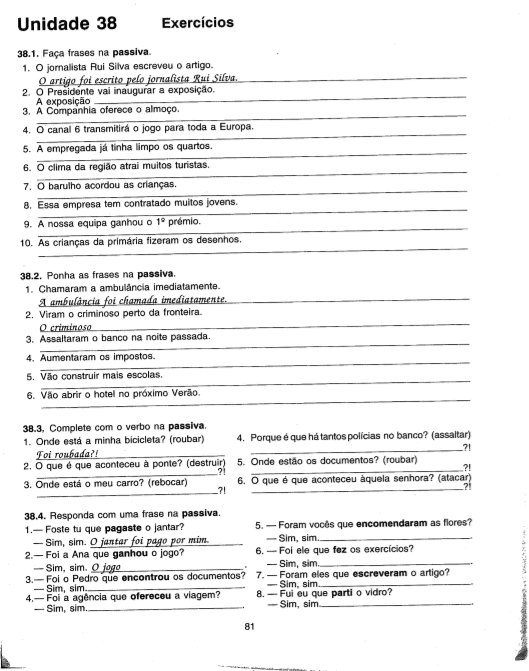 Unidade 38 Exercícios
38.1. Faça frases na passiva.
1. O jornalista Rui Silva escreveu o artigo.
O artigo foi escrito pelo jornalista Rui Silva.
2. O Presidente vai inaugurar a exposição.
A exposição
3. A Companhia oferece o almoço.
4. O canal 6 transmitirá o jogo para toda a Europa.
5. A empregada já tinha limpo os quartos.
6. O clima da região atrai muitos turistas.
7. O barulho acordou as crianças.
8. Essa empresa tem contratado muitos jovens.
9. A nossa equipa ganhou o 1º prémio.
10. As crianças da primária fizeram os desenhos.
38.2. Ponha as frases na passiva.
1. Chamaram a ambulância imediatamente.
A ambulância foi chamada imediatamente.
2. Viram o criminoso perto da fronteira.
O criminoso
3. Assaltaram o banco na noite passada.
4. Aumentaram os impostos.
5. Vão construir mais escolas.
6. Vão abrir o hotel no próximo Verão.
38.3. Complete com o verbo na passiva.
1. Onde está a minha bicicleta? (roubar)
Foi roubada?!
2. O que é que aconteceu à ponte? (destruir)
?!
3. Onde está o meu carro? (rebocar)
?!
4. Porque é que há tantos polícias no banco? (assaltar)
?!
5. Onde estão os documentos? (roubar)
?!
6. O que é que aconteceu àquela senhora? (atacar)
?!
38.4. Responda com uma frase na passiva.
1.— Foste tu que pagaste o jantar?
— Sim, sim. O jantar foi pago por mim.
2.— Foi a Ana que ganhou o jogo?
— Sim, sim. O jogo .
3.— Foi o Pedro que encontrou os documentos?
— Sim, sim. .
4.— Foi a agência que ofereceu a viagem?
— Sim, sim. .
5. — Foram vocês que encomendaram as flores?
— Sim, sim. .
6. — Foi ele que fez os exercícios?
— Sim, sim. .
7. — Foram eles que escreveram o artigo?
— Sim, sim. .
8. — Fui eu que parti o vidro?
— Sim, sim. .
81